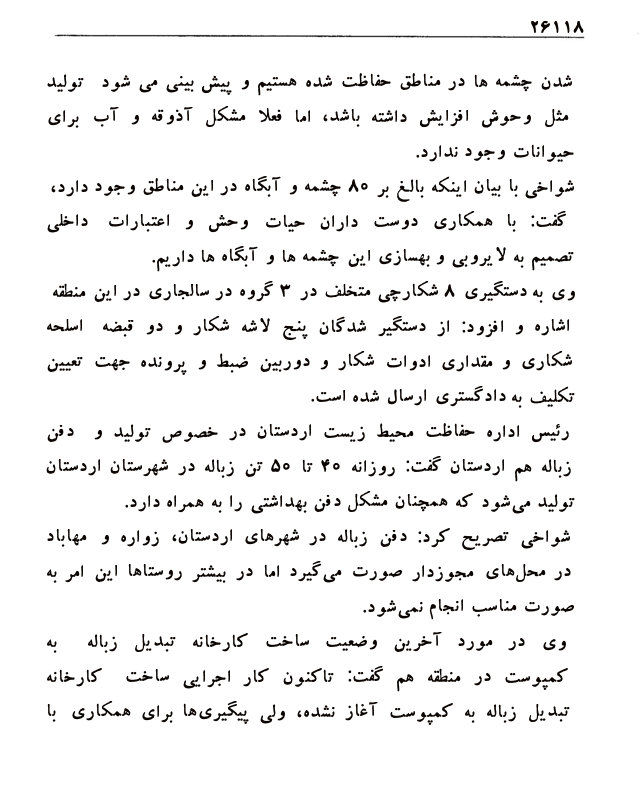 ۲۶۱۱۸
شدن چشمه ها در مناطق حفاظت شده هستیم و پیش بینی می شود تولید
مثل وحوش افزایش داشته باشد، اما فعلا مشکل آذوقه و آب برای
حیوانات وجود ندارد.
شواخی با بیان اینکه بالغ بر ۸۰ چشمه و آبگاه در این مناطق وجود دارد،
گفت: با همکاری دوست داران حیات وحش و اعتبارات داخلی
تصمیم به لایروبی و بهسازی این چشمه ها و آبگاه ها داریم.
وی به دستگیری ۸ شکارچی متخلف در ۳ گروه در سالجاری در این منطقه
اشاره و افزود: از دستگیر شدگان پنج لاشه شکار و دو قبضه اسلحه
شکاری و مقداری ادوات شکار و دوربین ضبط و پرونده جهت تعیین
تکلیف به دادگستری ارسال شده است.
رئیس اداره حفاظت محیط زیست اردستان در خصوص تولید و دفن
زباله هم اردستان گفت: روزانه ۴۰ تا ۵۰ تن زباله در شهرستان اردستان
تولید می‌شود که همچنان مشکل دفن بهداشتی را به همراه دارد.
شواخی تصریح کرد: دفن زباله در شهرهای اردستان، زواره و مهاباد
در محل‌های مجوزدار صورت می‌گیرد اما در بیشتر روستاها این امر به
صورت مناسب انجام نمی‌شود.
وی در مورد آخرین وضعیت ساخت کارخانه تبدیل زباله به
کمپوست در منطقه هم گفت: تاکنون کار اجرایی ساخت کارخانه
تبدیل زباله به کمپوست آغاز نشده، ولی پیگیری‌ها برای همکاری با